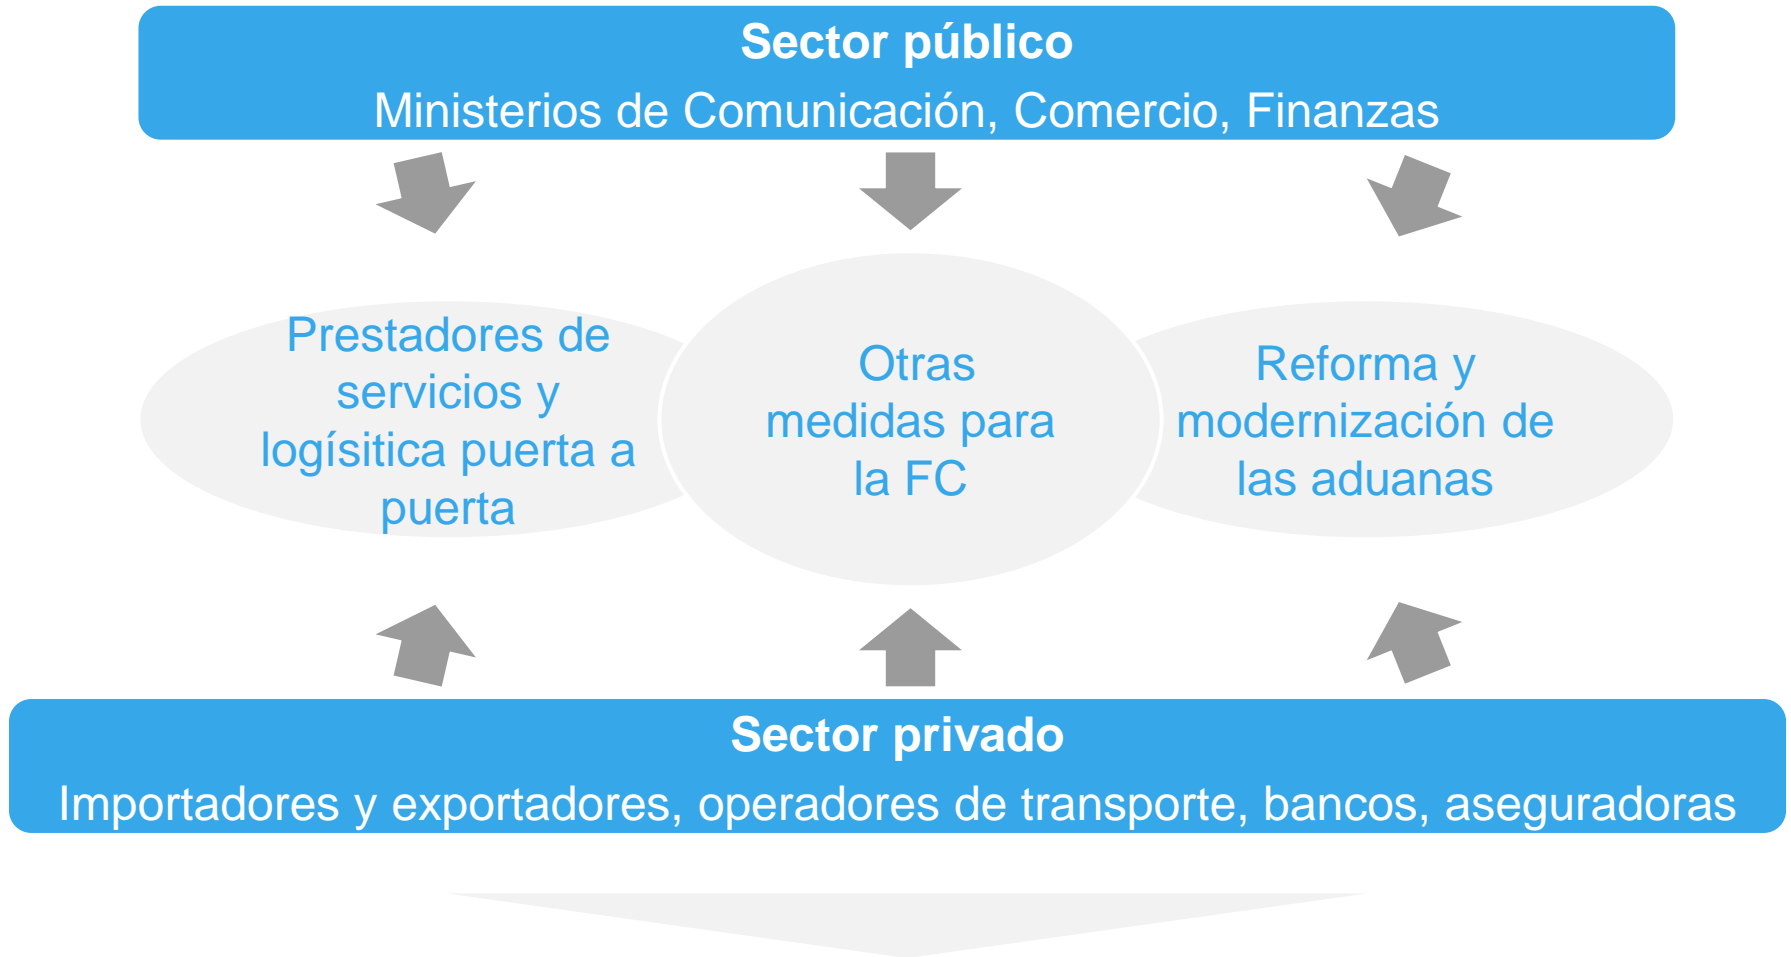 Sector público
Ministerios de Comunicación, Comercio, Finanzas
Prestadores de
servicios y
logísitica puerta a
puerta
Otras
medidas para
la FC
Reforma y
modernización de
las aduanas
Sector privado
Importadores y exportadores, operadores de transporte, bancos, aseguradoras